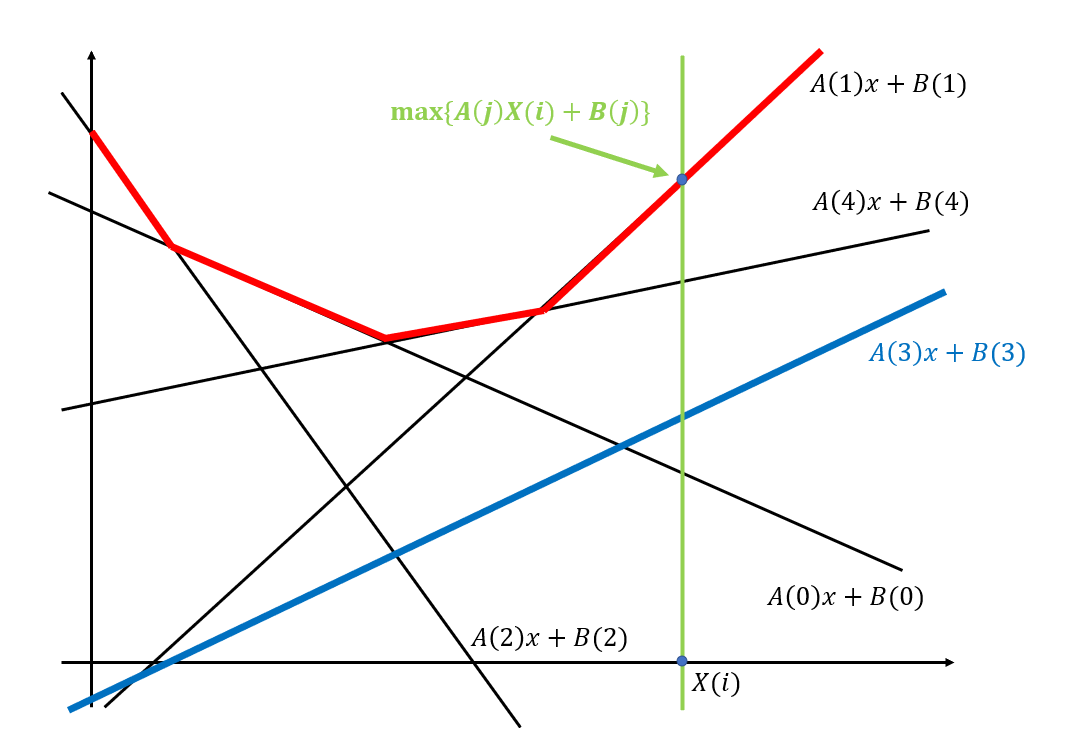 A(1)x + B(1)
max{A(j)X(i) + B(j)}
A(4)x + B(4)
A(3)x + B(3)
A(0)x + B(0)
A(2)x + B(2)
X(i)